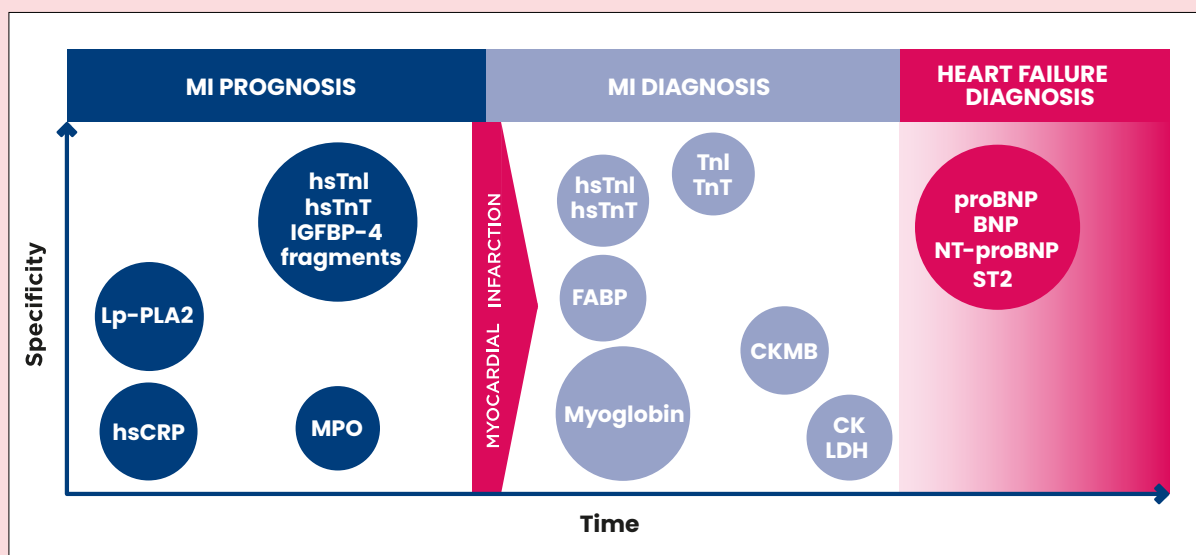 MI PROGNOSIS
MI DIAGNOSIS
HEART FAILURE
DIAGNOSIS
Specificity
hsTnI
hsTnT
IGFBP-4
fragments
Lp-PLA2
hsCRP
MPO
MYOCARDIAL INFARCTION
hsTnI
hsTnT
TnI
TnT
FABP
Myoglobin
CKMB
CK
LDH
proBNP
BNP
NT-proBNP
ST2
Time